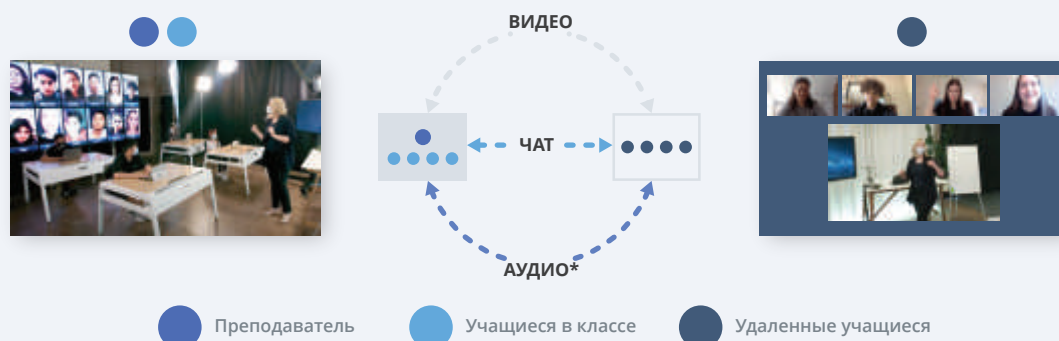 ВИДЕО
ЧАТ
АУДИО*
Преподаватель
Учащиеся в классе
Удаленные учащиеся